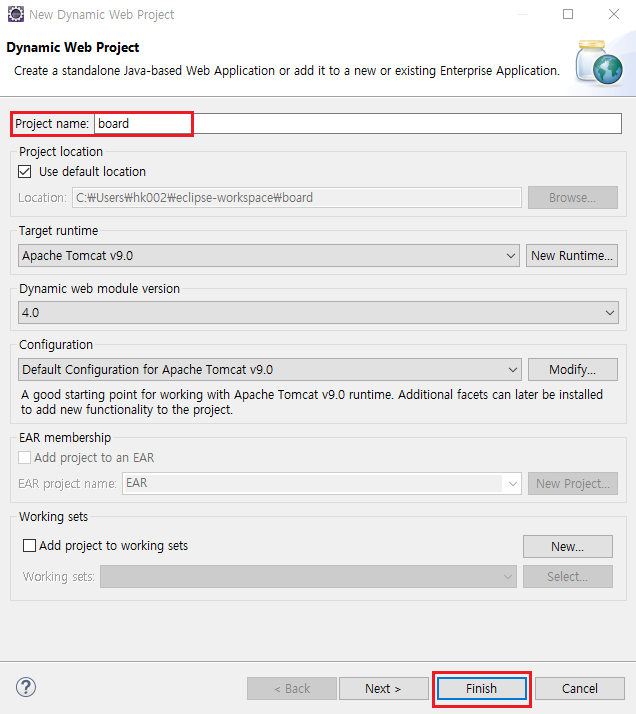 New Dynamic Web Project
Dynamic Web Project
Create a standalone Java-based Web Application or add it to a new or existing Enterprise Application.
Project name: board
Project location
Use default location
Location: C:₩Users₩hk002₩eclipse-workspace₩board Browse...
Target runtime
Apache Tomcat v9.0 New Runtime...
Dynamic web module version
4.0
Configuration
Default Configuration for Apache Tomcat v9.0 Modify...
A good starting point for working with Apache Tomcat v9.0 runtime. Additional facets can later be installed
to add new functionality to the project.
EAR membership
Add project to an EAR
EAR project name: EAR New Project...
Working sets
Add project to working sets New...
Working sets: Select...
? < Back Next > Finish Cancel